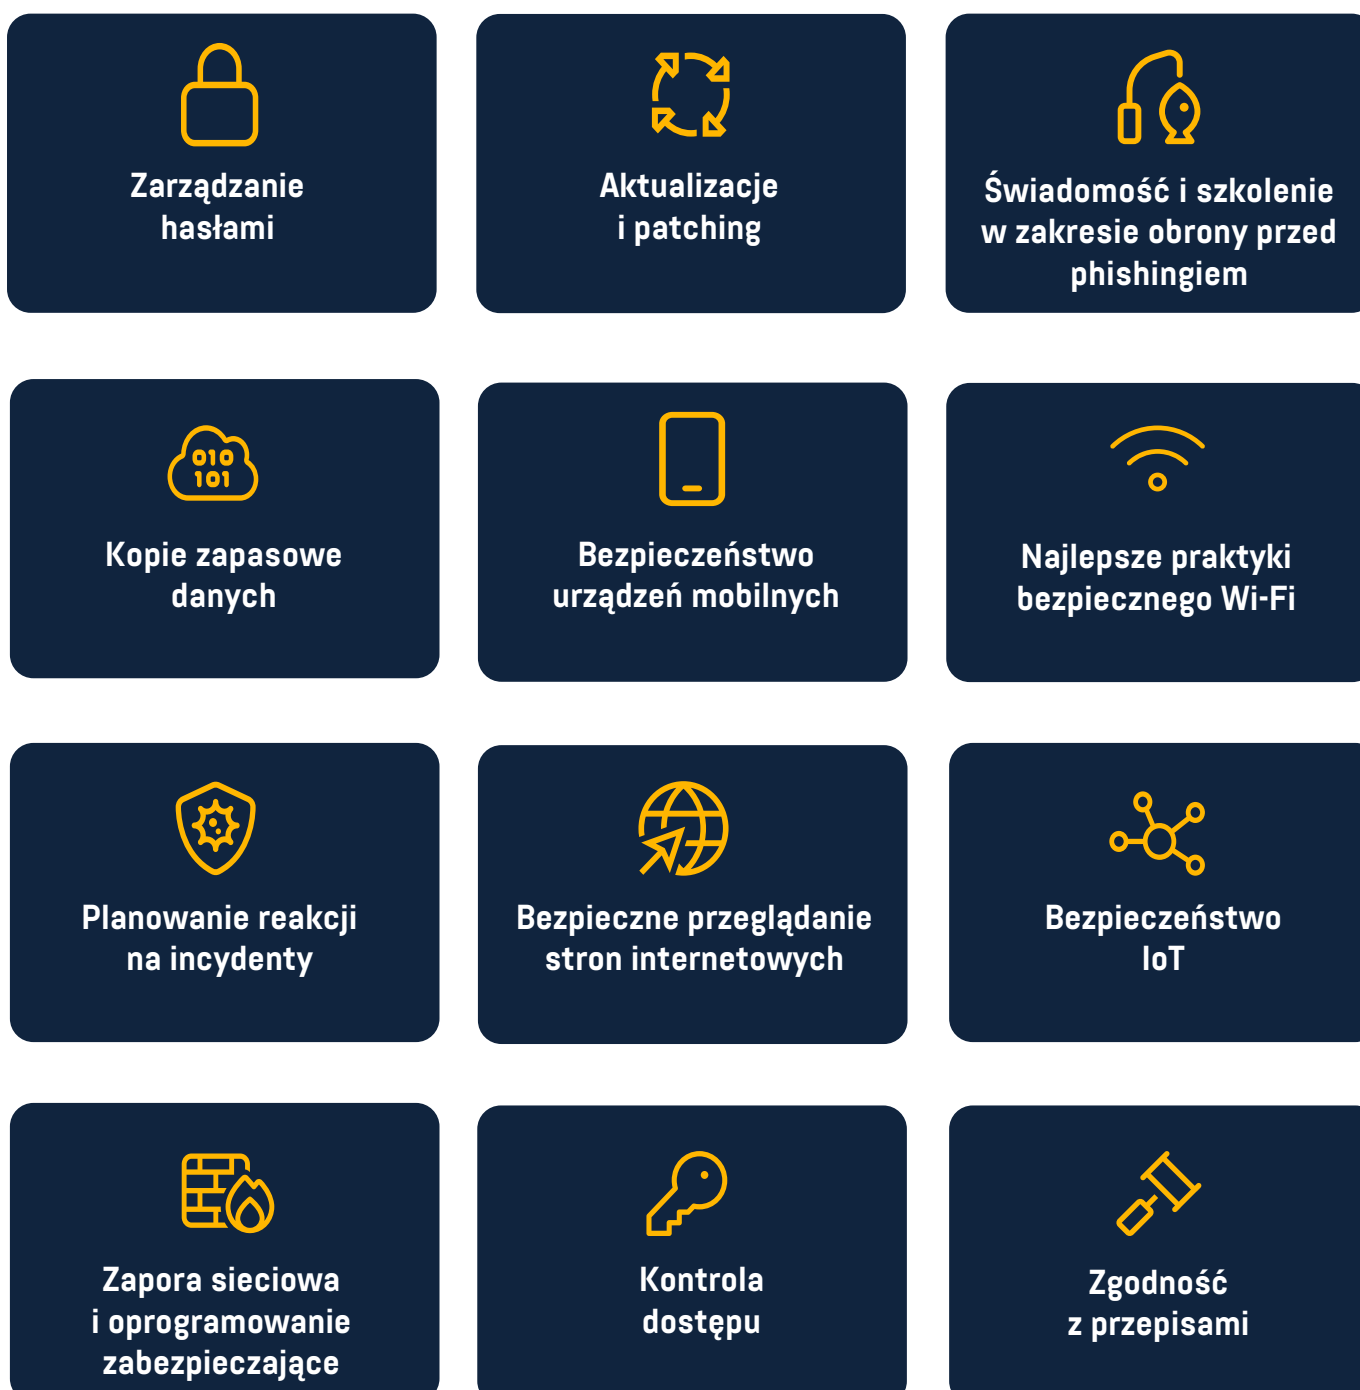 Zarządzanie
hasłami
Aktualizacje
i patching
Świadomość i szkolenie
w zakresie obrony przed
phishingiem
010
101
Kopie zapasowe
danych
Bezpieczeństwo
urządzeń mobilnych
Najlepsze praktyki
bezpiecznego Wi-Fi
Planowanie reakcji
na incydenty
Bezpieczne przeglądanie
stron internetowych
Bezpieczeństwo
IoT
Zapora sieciowa
i oprogramowanie
zabezpieczające
Kontrola
dostępu
Zgodność
z przepisami